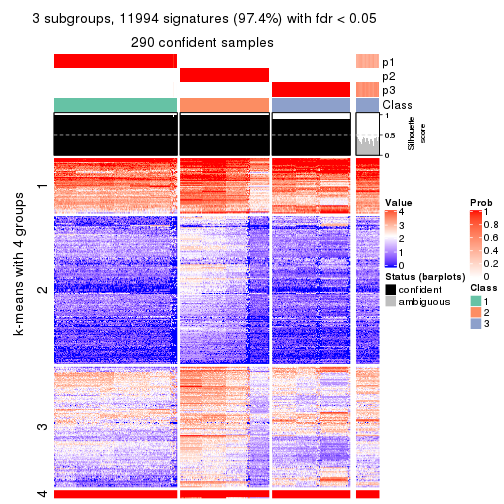 3 subgroups, 11994 signatures (97.4%) with fdr < 0.05
290 confident samples
p1
p2
p3
Class
1
0.5
0
Silhouette
score
k-means with 4 groups
1
2
3
4
Value
4
3
2
1
0
Status (barplots)
confident
ambiguous
Prob
1
0.8
0.6
0.4
0.2
0
Class
1
2
3